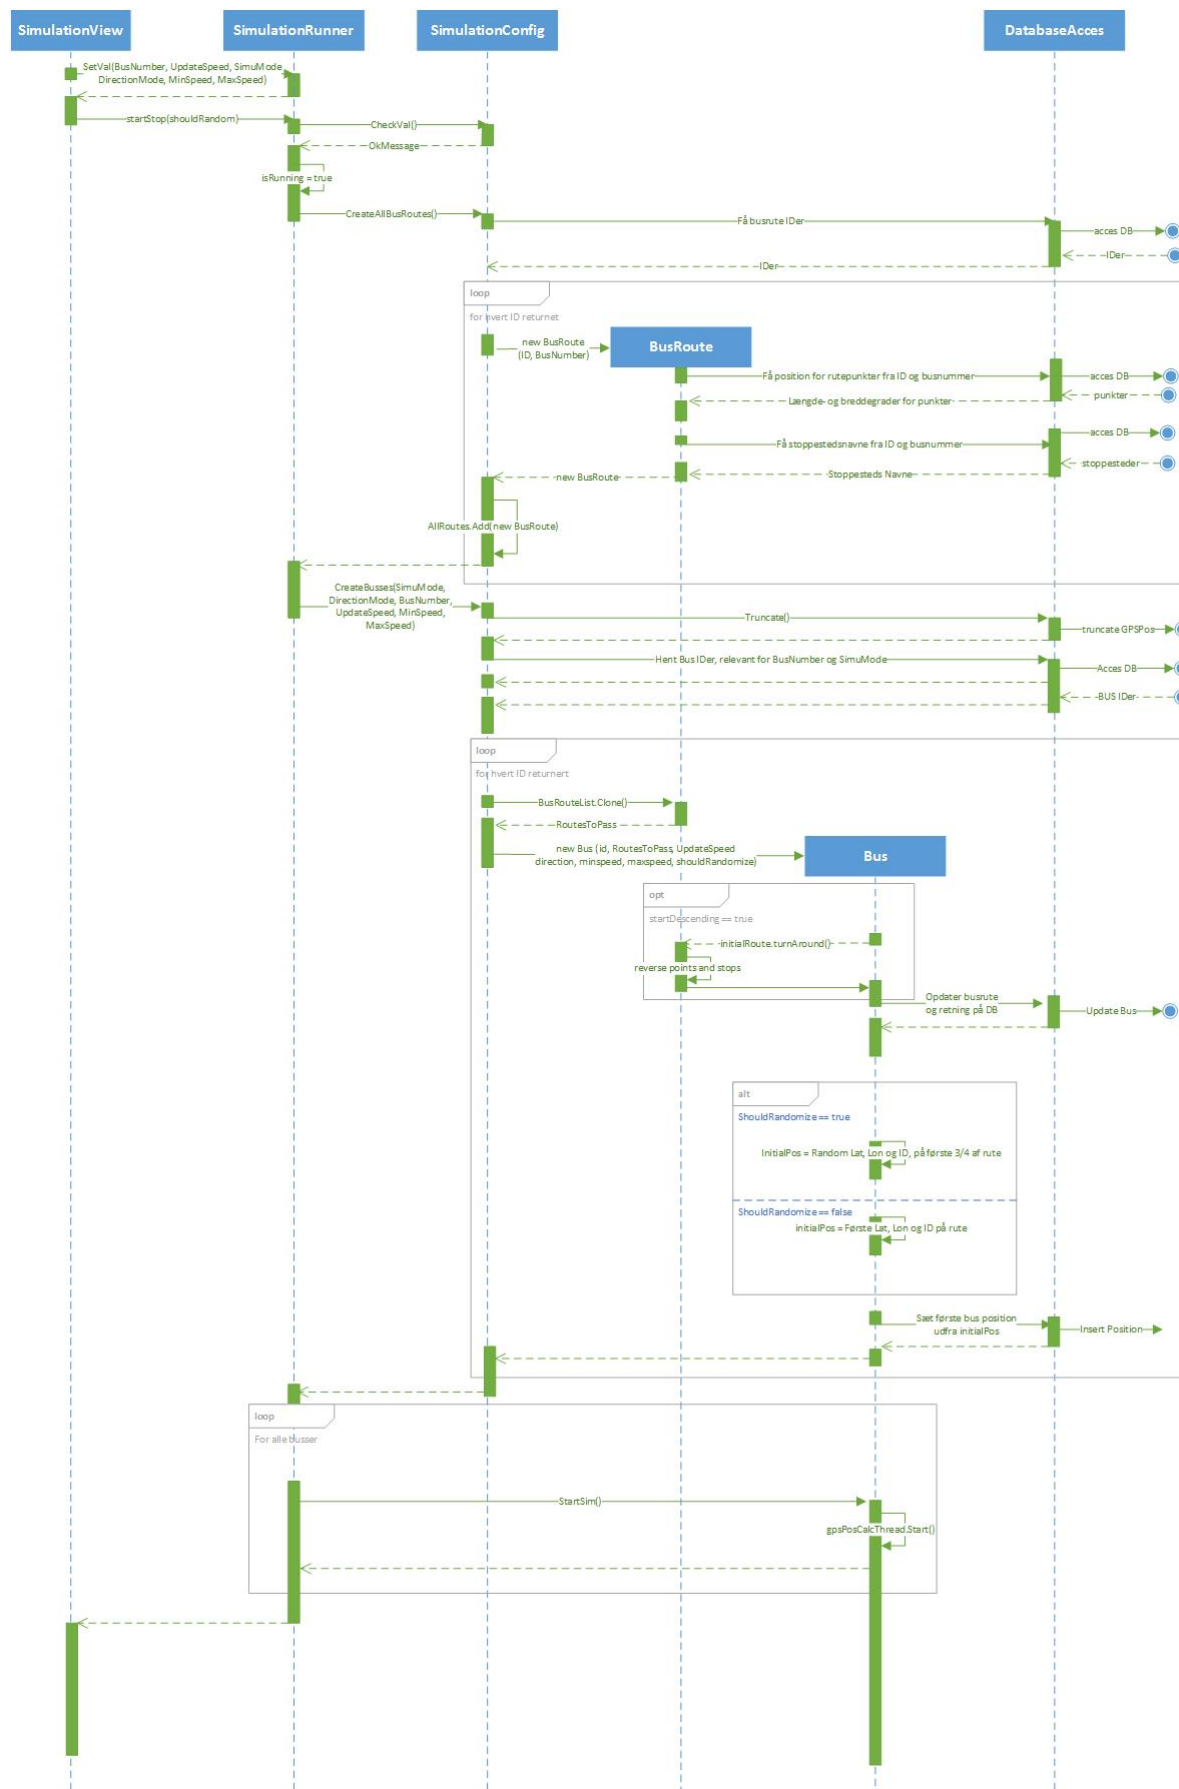 SimulationView
SimulationRunner
SimulationConfig
DatabaseAcces
SetVal(BusNumber, UpdateSpeed, SimuMode
DirectionMode, MinSpeed, MaxSpeed)
startStop(shouldRandom)
CheckVal()
OkMessage
isRunning = true
CreateAllBusRoutes()
Få busrute IDer
acces DB
IDer
IDer
loop
for hvert ID returnet
new BusRoute
(ID, BusNumber)
BusRoute
Få position for rutepunkter fra ID og busnummer
acces DB
Længde- og breddegrader for punkter
punkter
Få stoppestedsnavne fra ID og busnummer
acces DB
Stoppesteds Navne
stoppesteder
new BusRoute
AllRoutes.Add(new BusRoute)
CreateBusses(SimuMode,
DirectionMode, BusNumber,
UpdateSpeed, MinSpeed,
MaxSpeed)
Truncate()
truncate GPSPos
Hent Bus IDer, relevant for BusNumber og SimuMode
Acces DB
BUS IDer
loop
for hvert ID returnert
BusRouteList.Clone()
RoutesToPass
new Bus (id, RoutesToPass, UpdateSpeed
direction, minspeed, maxspeed, shouldRandomize)
Bus
opt
startDescending == true
initialRoute.turnAround()
reverse points and stops
Opdater busrute
og retning på DB
Update Bus
alt
ShouldRandomize == true
InitialPos = Random Lat, Lon og ID, på første 3/4 af rute
ShouldRandomize == false
initialPos = Første Lat, Lon og ID på rute
Sæt første bus position
udfra initialPos
Insert Position
loop
For alle busser
StartSim()
gpsPosCalcThread.Start()